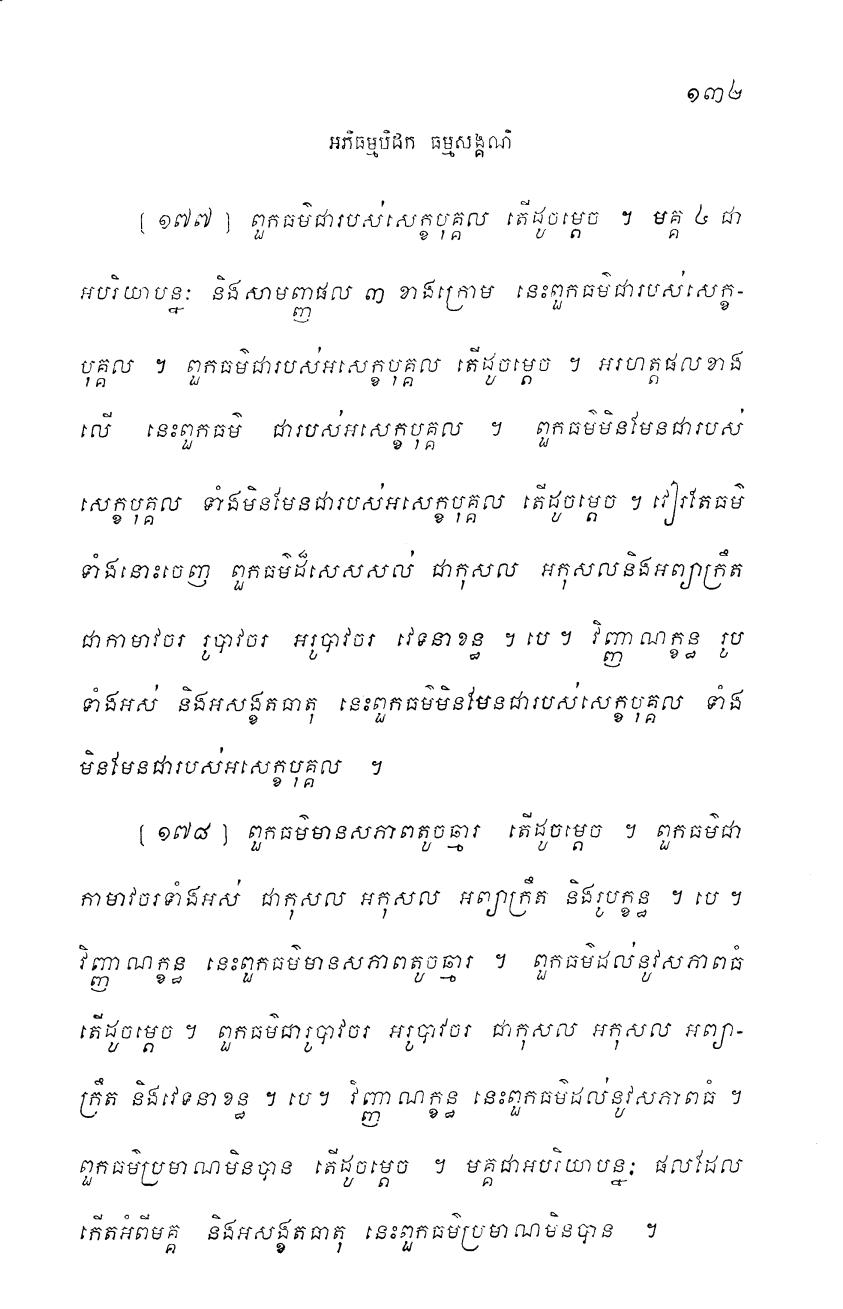 ១៣៤
អភិធម្មបិដក ធម្មសង្គណិ
[ ១៧៧ ] ពួកធម៌ជារបស់សេក្ខបុគ្គល តើដូចម្តេច ។ មគ្គ ៤ ជា
អបរិយាបន្នៈ និងសាមញ្ញផល ៣ ខាងក្រោម នេះពួកធម៌ជារបស់សេក្ខ-
បុគ្គល ។ ពួកធម៌ជារបស់អសេក្ខបុគ្គល តើដូចម្តេច ។ អរហត្តផលខាង
លើ នេះពួកធម៌ ជារបស់អសេក្ខបុគ្គល ។ ពួកធម៌មិនមែនជារបស់
សេក្ខបុគ្គល ទាំងមិនមែនជារបស់អសេក្ខបុគ្គល តើដូចម្តេច ។ វៀរតែធម៌
ទាំងនោះចេញ ពួកធម៌ដ៏សេសសល់ ជាកុសល អកុសលនិងអព្យាក្រឹត
ជាកាមាវចរ រូបាវចរ អរូបាវចរ វេទនាខន្ធ ។ បេ ។ វិញ្ញាណក្ខន្ធ រូប
ទាំងអស់ និងអសង្ខតធាតុ នេះពួកធម៌មិនមែនជារបស់សេក្ខបុគ្គល ទាំង
មិនមែនជារបស់អសេក្ខបុគ្គល ។
[ ១៧៨ ] ពួកធម៌មានសភាពតូចឆ្មារ តើដូចម្តេច ។ ពួកធម៌ជា
កាមាវចរទាំងអស់ ជាកុសល អកុសល អព្យាក្រឹត និងរូបក្ខន្ធ ។ បេ ។
វិញ្ញាណក្ខន្ធ នេះពួកធម៌មានសភាពតូចឆ្មារ ។ ពួកធម៌ដល់នូវសភាពធំ
តើដូចម្តេច ។ ពួកធម៌ជារូបាវចរ អរូបាវចរ ជាកុសល អកុសល អព្យា-
ក្រឹត និងវេទនាខន្ធ ។ បេ ។ វិញ្ញាណក្ខន្ធ នេះពួកធម៌ដល់នូវសភាពធំ ។
ពួកធម៌ប្រមាណមិនបាន តើដូចម្តេច ។ មគ្គជាអបរិយាបន្នៈ ផលដែល
កើតអំពីមគ្គ និងអសង្ខតធាតុ នេះពួកធម៌ប្រមាណមិនបាន ។